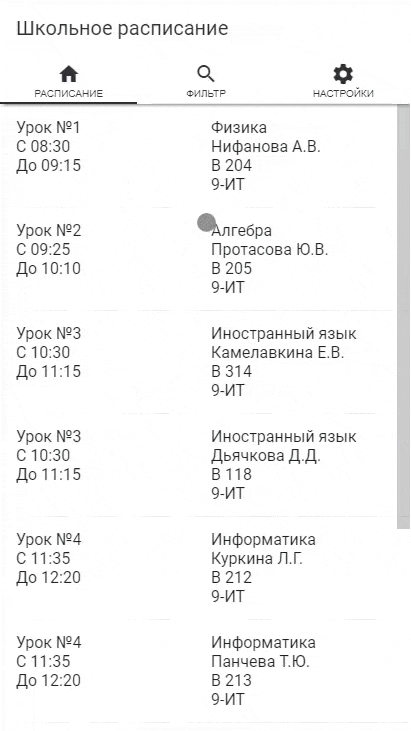 Школьное расписание
РАСПИСАНИЕ ФИЛЬТР НАСТРОЙКИ
Урок №1 Физика
С 08:30 Нифанова А.В.
До 09:15 В 204
9-ИТ
Урок №2 Алгебра
С 09:25 Протасова Ю.В.
До 10:10 В 205
9-ИТ
Урок №3 Иностранный язык
С 10:30 Камелавкина Е.В.
До 11:15 В 314
9-ИТ
Урок №3 Иностранный язык
С 10:30 Дьячкова Д.Д.
До 11:15 В 118
9-ИТ
Урок №4 Информатика
С 11:35 Куркина Л.Г.
До 12:20 В 212
9-ИТ
Урок №4 Информатика
С 11:35 Панчева Т.Ю.
До 12:20 В 213
9-ИТ